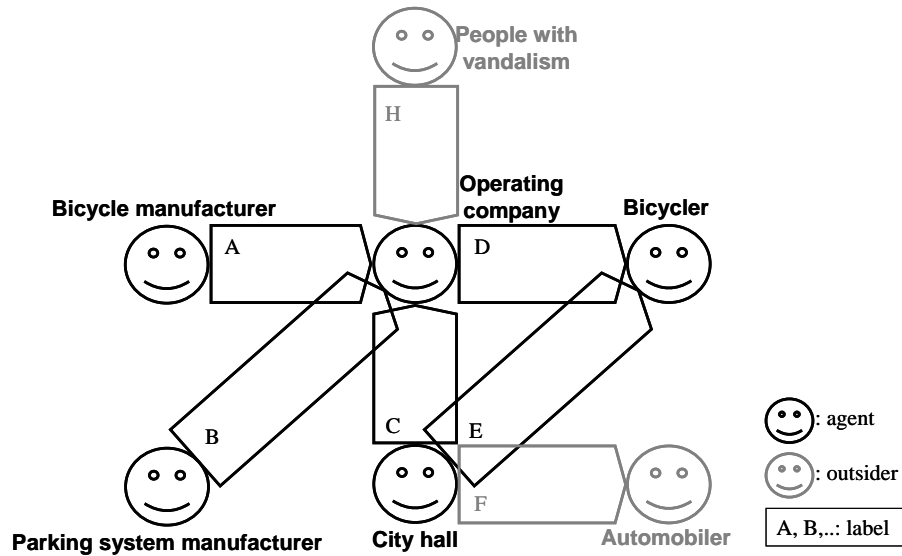 People with
vandalism
H
Operating
company
Bicycle manufacturer
Bicycler
A
D
B
C
E
F
Parking system manufacturer
City hall
Automobiler
: agent
: outsider
A, B,..: label